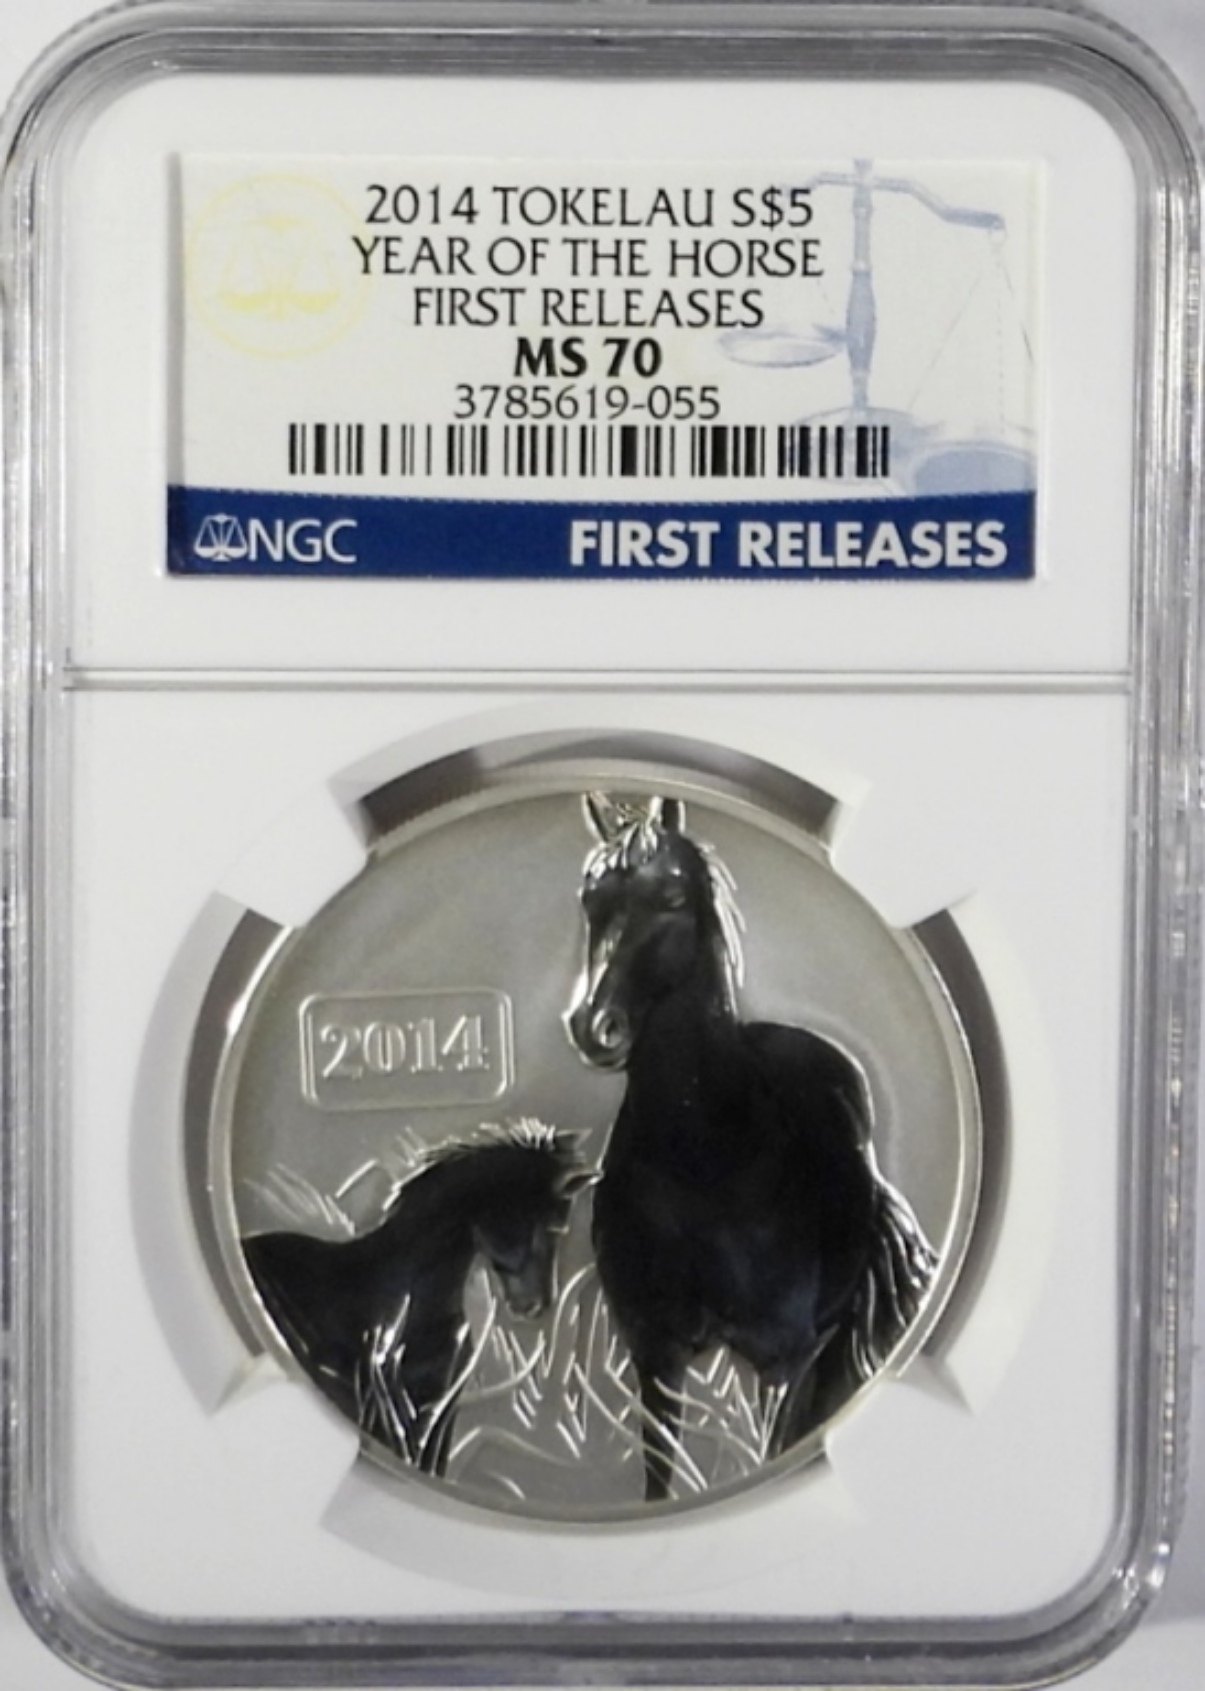 2014 TOKELAU S$5
YEAR OF THE HORSE
FIRST RELEASES
MS 70
3785619-055
NGC FIRST RELEASES
2014